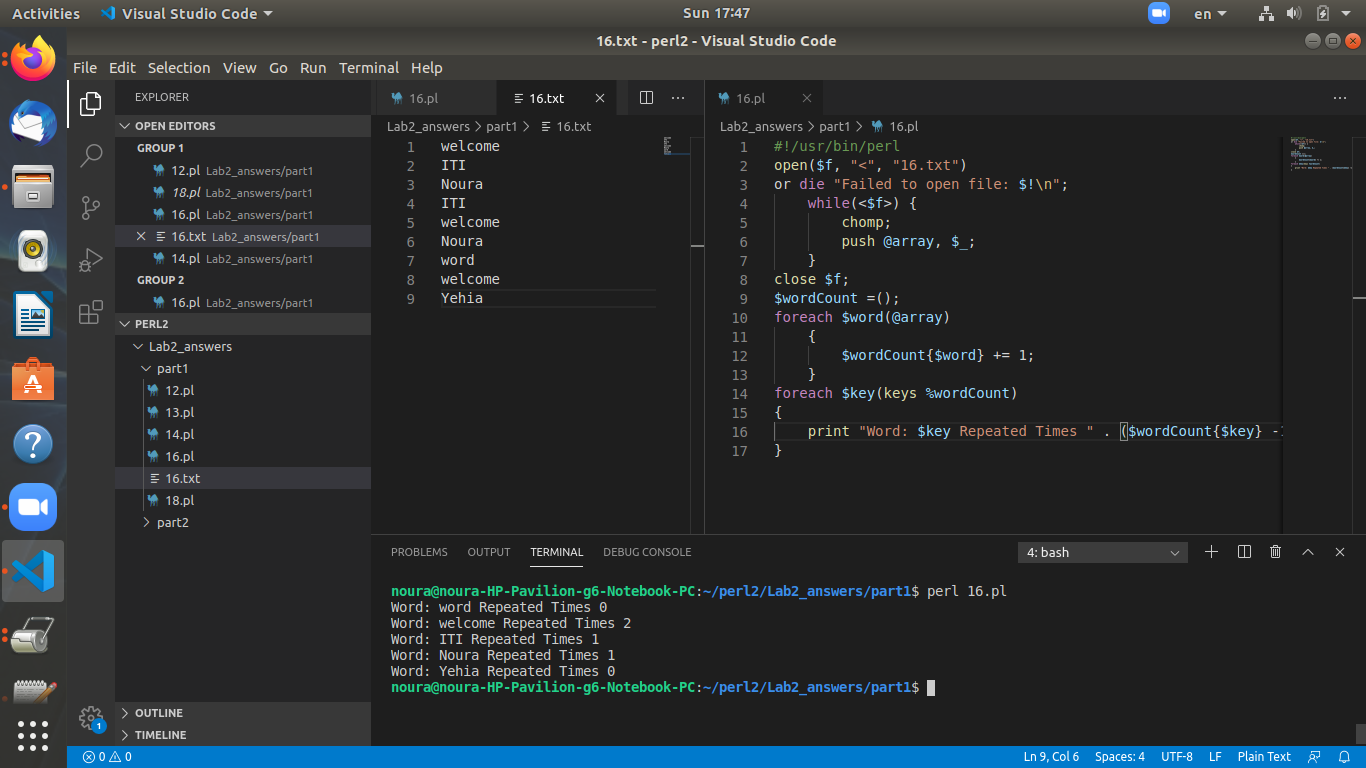 Activities Visual Studio Code Sun 17:47 en
16.txt - perl2 - Visual Studio Code
File Edit Selection View Go Run Terminal Help
EXPLORER
OPEN EDITORS
GROUP 1
12.pl Lab2_answers/part1
18.pl Lab2_answers/part1
16.pl Lab2_answers/part1
16.txt Lab2_answers/part1
14.pl Lab2_answers/part1
GROUP 2
16.pl Lab2_answers/part1
PERL2
Lab2_answers
part1
12.pl
13.pl
14.pl
16.pl
16.txt
18.pl
part2
OUTLINE
TIMELINE
1
16.pl 16.txt
Lab2_answers > part1 > 16.txt
1 welcome
2 ITI
3 Noura
4 ITI
5 welcome
6 Noura
7 word
8 welcome
9 Yehia
16.pl
Lab2_answers > part1 > 16.pl
1 #!/usr/bin/perl
2 open($f, "<", "16.txt")
3 or die "Failed to open file: $!\n";
4 while(<$f>) {
5 chomp;
6 push @array, $_;
7 }
8 close $f;
9 $wordCount =();
10 foreach $word(@array)
11 {
12 $wordCount{$word} += 1;
13 }
14 foreach $key(keys %wordCount)
15 {
16 print "Word: $key Repeated Times " . ($wordCount{$key} -
17 }
PROBLEMS OUTPUT TERMINAL DEBUG CONSOLE 4: bash
noura@noura-HP-Pavilion-g6-Notebook-PC:~/perl2/Lab2_answers/part1$ perl 16.pl
Word: word Repeated Times 0
Word: welcome Repeated Times 2
Word: ITI Repeated Times 1
Word: Noura Repeated Times 1
Word: Yehia Repeated Times 0
noura@noura-HP-Pavilion-g6-Notebook-PC:~/perl2/Lab2_answers/part1$
0 0 Ln 9, Col 6 Spaces: 4 UTF-8 LF Plain Text